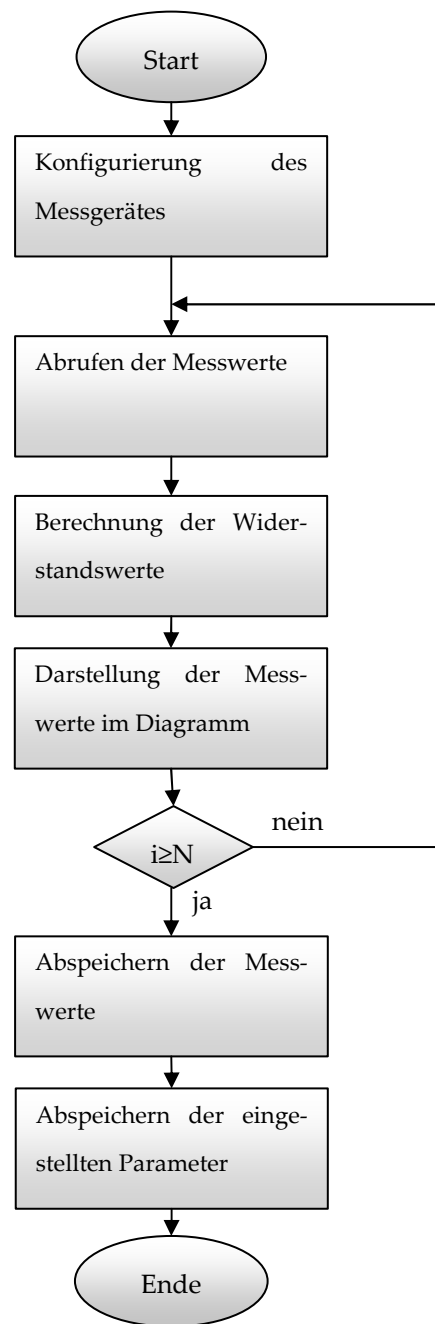 Start
Konfigurierung des
Messgerätes
Abrufen der Messwerte
Berechnung der Wider-
standswerte
Darstellung der Mess-
werte im Diagramm
nein
i≥N
ja
Abspeichern der Mess-
werte
Abspeichern der einge-
stellten Parameter
Ende